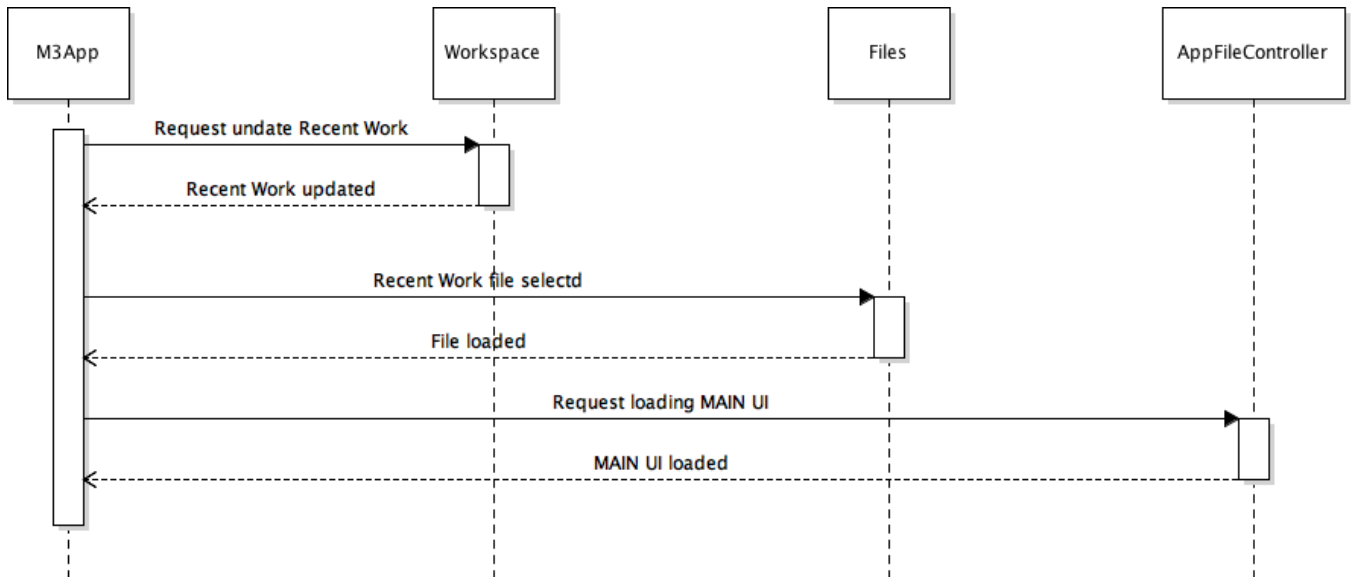 M3App
Workspace
Files
AppFileController
Request undate Recent Work
Recent Work updated
Recent Work file selectd
File loaded
Request loading MAIN UI
MAIN UI loaded